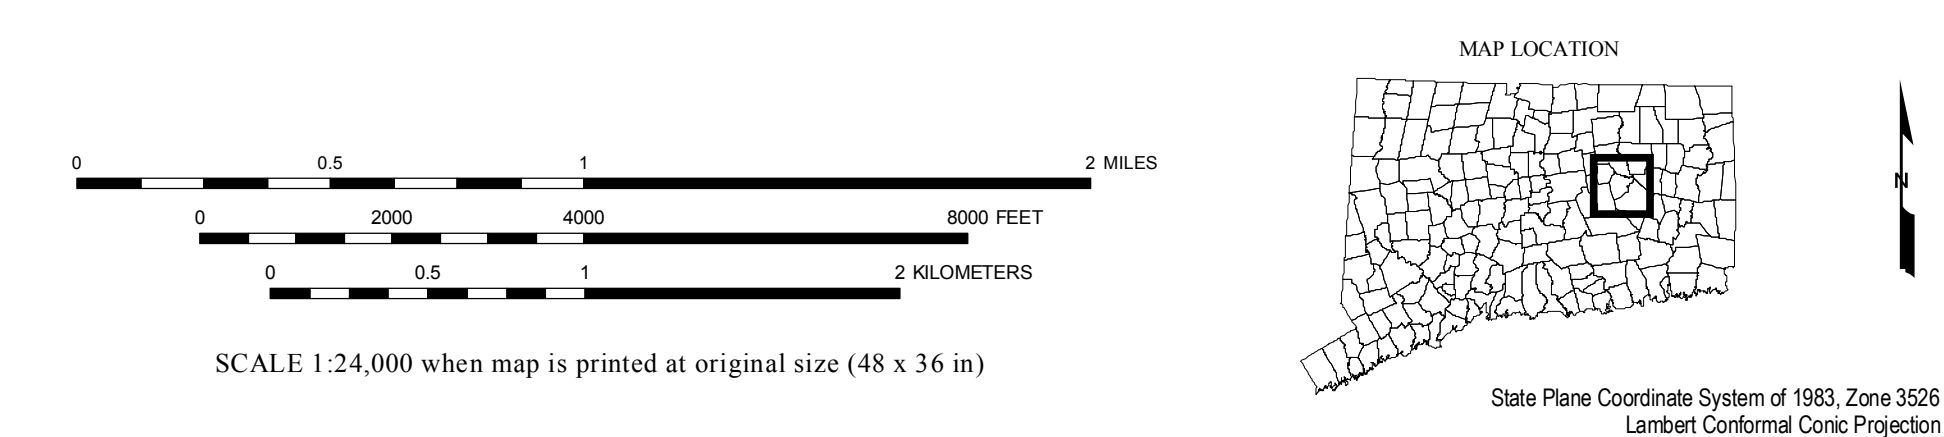 MAP LOCATION
0 0.5 1 2 MILES
0 2000 4000 8000 FEET
0 0.5 1 2 KILOMETERS
SCALE 1:24,000 when map is printed at original size (48 x 36 in)
N
State Plane Coordinate System of 1983, Zone 3526
Lambert Conformal Conic Projection